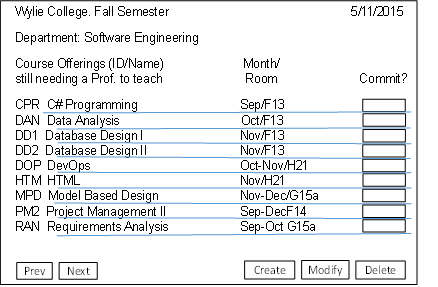 Wylie College. Fall Semester 5/11/2015
Department: Software Engineering
Course Offerings (ID/Name) Month/
still needing a Prof. to teach Room Commit?
CPR C# Programming Sep/F13
DAN Data Analysis Oct/F13
DD1 Database Design I Nov/F13
DD2 Database Design II Nov/F13
DOP DevOps Oct-Nov/H21
HTM HTML Nov/H21
MPD Model Based Design Nov-Dec/G15a
PM2 Project Management II Sep-DecF14
RAN Requirements Analysis Sep-Oct G15a
Prev Next Create Modify Delete